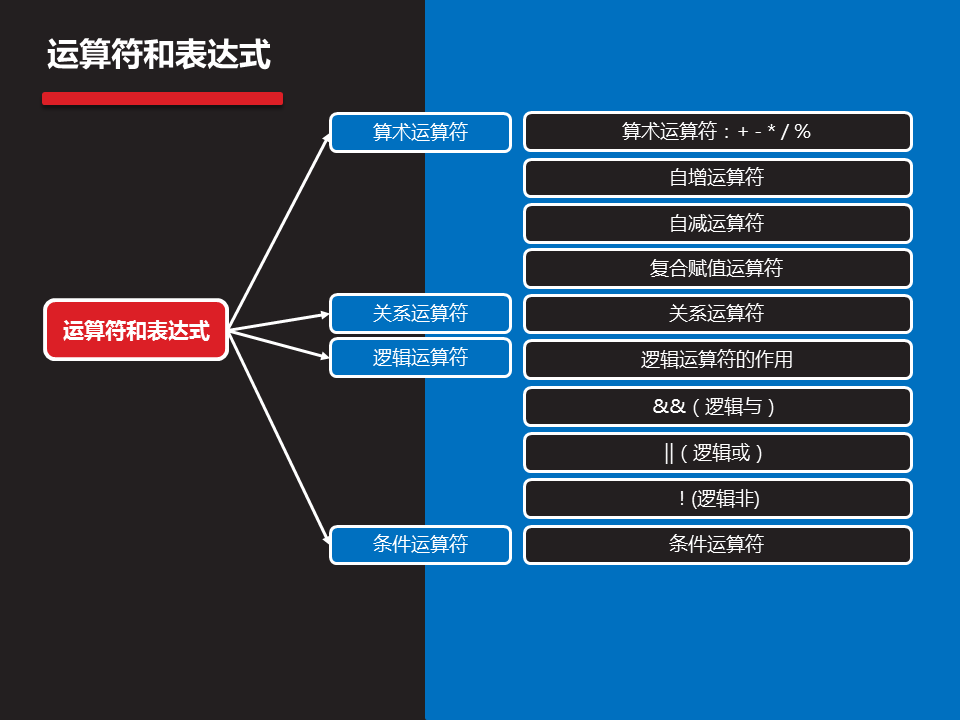 运算符和表达式
算术运算符
算术运算符：+ - * / %
自增运算符
自减运算符
复合赋值运算符
关系运算符
关系运算符
运算符和表达式
逻辑运算符
逻辑运算符的作用
&&（逻辑与）
||（逻辑或）
! (逻辑非)
条件运算符
条件运算符